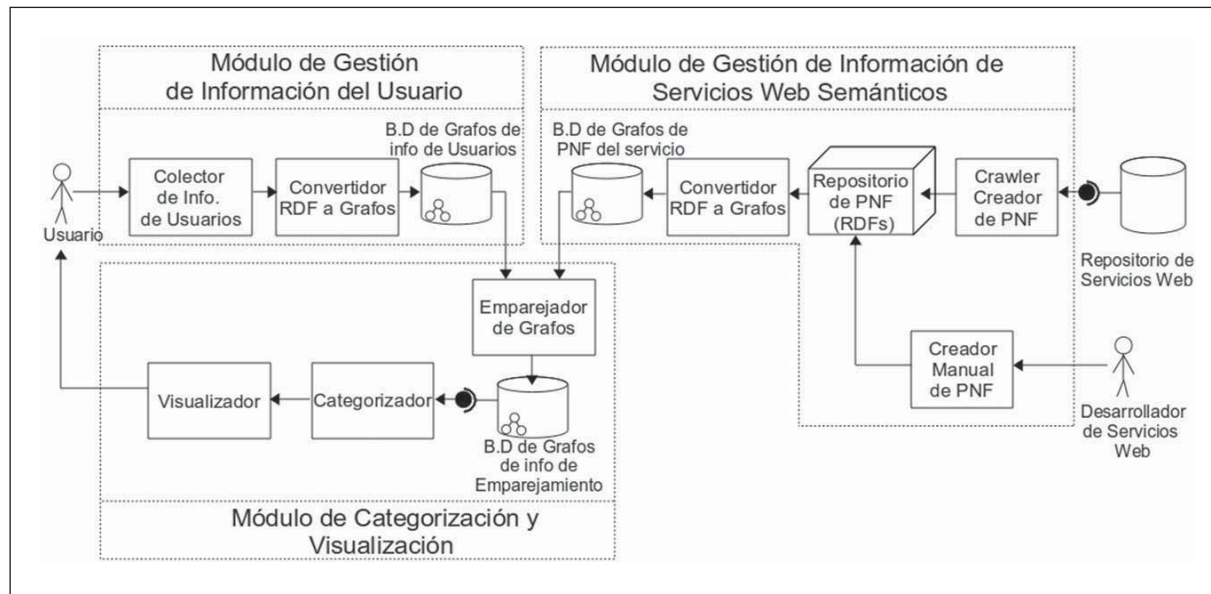 Módulo de Gestión
de Información del Usuario
Módulo de Gestión de Información de
Servicios Web Semánticos
B.D de Grafos de
info de Usuarios
B.D de Grafos de
PNF del servicio
Usuario
Colector
de Info.
de Usuarios
Convertidor
RDF a Grafos
Convertidor
RDF a Grafos
Repositorio
de PNF
(RDFs)
Crawler
Creador
de PNF
Repositorio de
Servicios Web
Emparejador
de Grafos
Creador
Manual
de PNF
Desarrollador
de Servicios
Web
Visualizador
Categorizador
B.D de Grafos
de info de
Emparejamiento
Módulo de Categorización y
Visualización